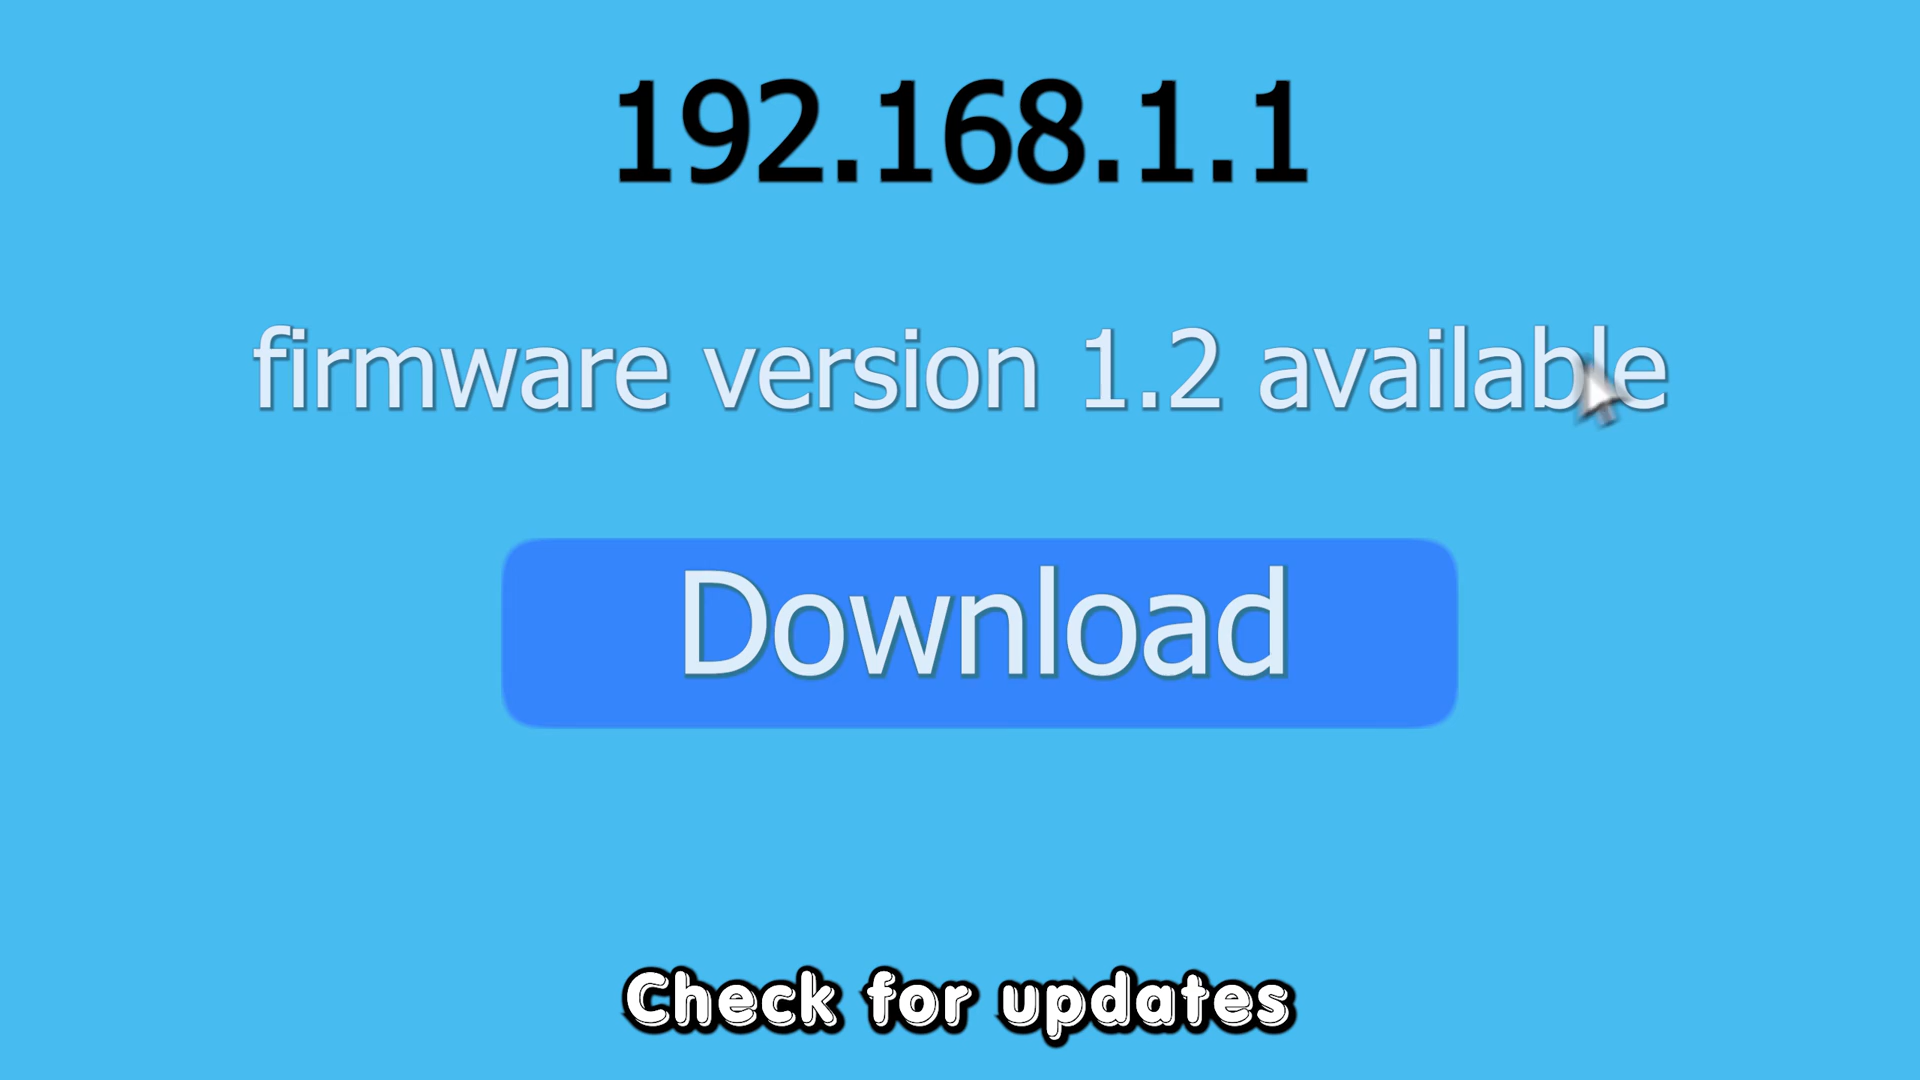 192.168.1.1
firmware version 1.2 available
Download
Check for updates